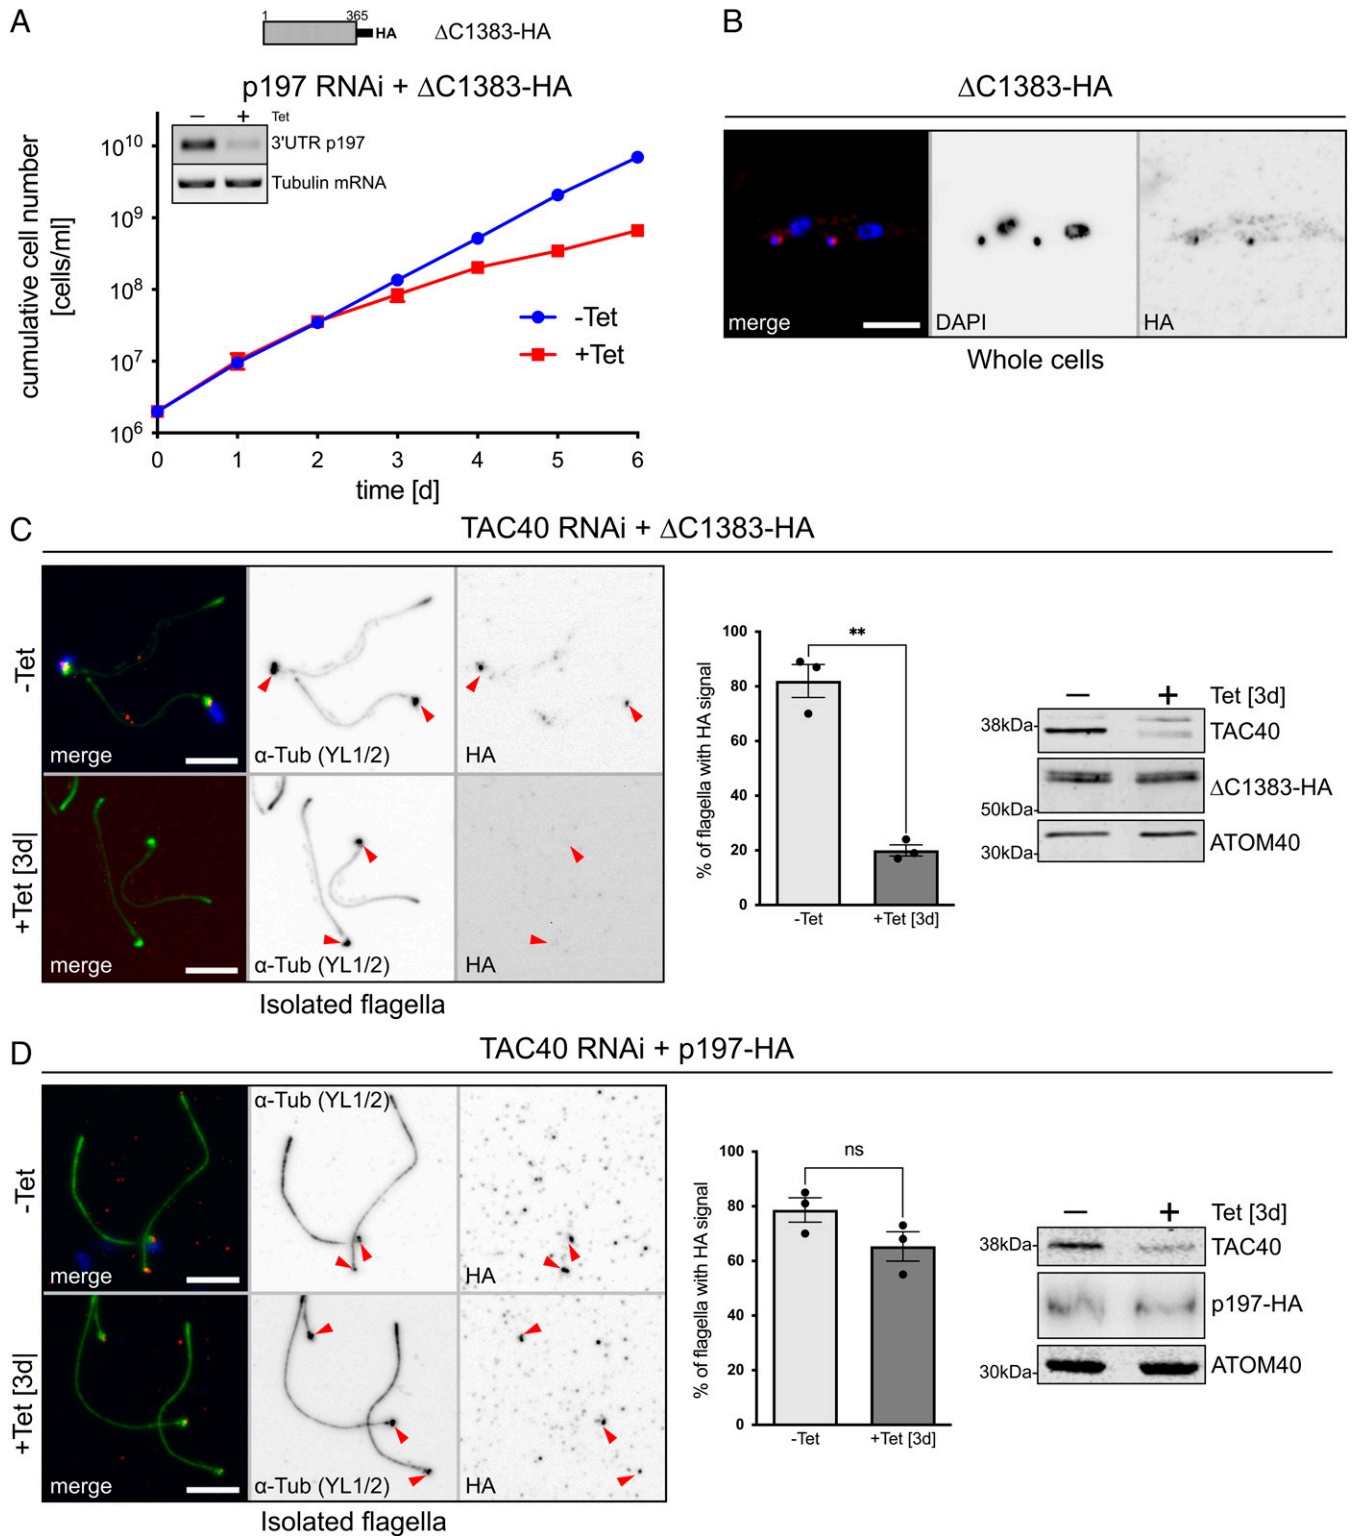 A
1 365
HA
ΔC1383-HA
p197 RNAi + ΔC1383-HA
− + Tet
3'UTR p197
Tubulin mRNA
cumulative cell number
[cells/ml]
10^10
10^9
10^8
10^7
10^6
-Tet
+Tet
0 1 2 3 4 5 6
time [d]
B
ΔC1383-HA
merge
DAPI
HA
Whole cells
C
TAC40 RNAi + ΔC1383-HA
-Tet
merge
α-Tub (YL1/2)
HA
+Tet [3d]
merge
α-Tub (YL1/2)
HA
Isolated flagella
% of flagella with HA signal
100
80
60
40
20
0
**
-Tet +Tet [3d]
− + Tet [3d]
38kDa- TAC40
ΔC1383-HA
50kDa-
ATOM40
30kDa-
D
TAC40 RNAi + p197-HA
-Tet
merge
α-Tub (YL1/2)
HA
+Tet [3d]
merge
α-Tub (YL1/2)
HA
Isolated flagella
% of flagella with HA signal
100
80
60
40
20
0
ns
-Tet +Tet [3d]
− + Tet [3d]
38kDa- TAC40
p197-HA
30kDa- ATOM40